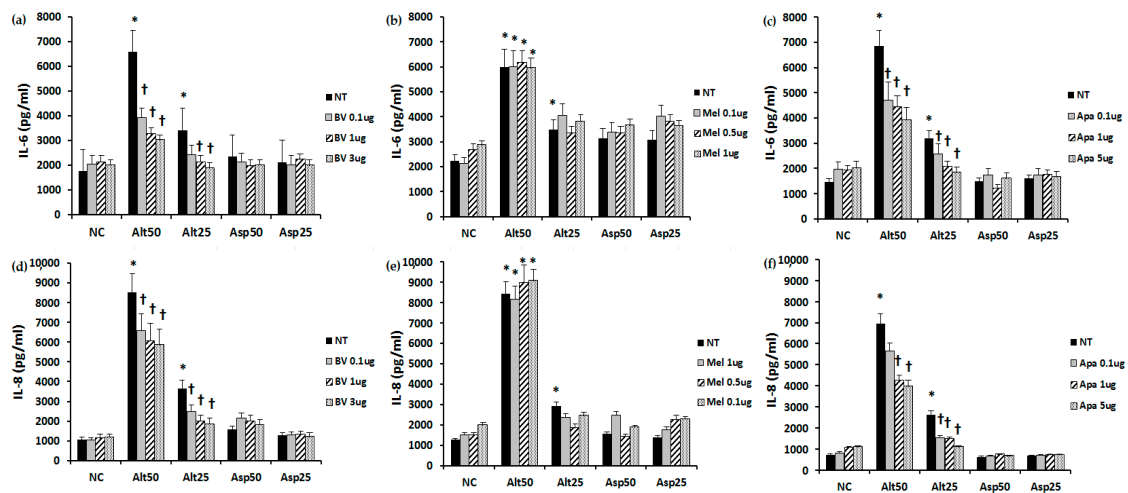 (a)
IL-6 (pg/ml)
8000
7000
6000
5000
4000
3000
2000
1000
0
*
†
†
†
*
NT
BV 0.1ug
BV 1ug
BV 3ug
†
†
†
NC Alt50 Alt25 Asp50 Asp25
(b)
IL-6 (pg/ml)
8000
7000
6000
5000
4000
3000
2000
1000
0
* * * *
*
NT
Mel 0.1ug
Mel 0.5ug
Mel 1ug
NC Alt50 Alt25 Asp50 Asp25
(c)
IL-6 (pg/ml)
8000
7000
6000
5000
4000
3000
2000
1000
0
*
† † †
*
† † †
NT
Apa 0.1ug
Apa 1ug
Apa 5ug
NC Alt50 Alt25 Asp50 Asp25
(d)
IL-8 (pg/ml)
10000
9000
8000
7000
6000
5000
4000
3000
2000
1000
0
*
† † †
*
† † †
NT
BV 0.1ug
BV 1ug
BV 3ug
NC Alt50 Alt25 Asp50 Asp25
(e)
IL-8 (pg/ml)
10000
9000
8000
7000
6000
5000
4000
3000
2000
1000
0
* * * *
*
NT
Mel 1ug
Mel 0.5ug
Mel 0.1ug
NC Alt50 Alt25 Asp50 Asp25
(f)
IL-8 (pg/ml)
10000
9000
8000
7000
6000
5000
4000
3000
2000
1000
0
*
† †
*
† † †
NT
Apa 0.1ug
Apa 1ug
Apa 5ug
NC Alt50 Alt25 Asp50 Asp25